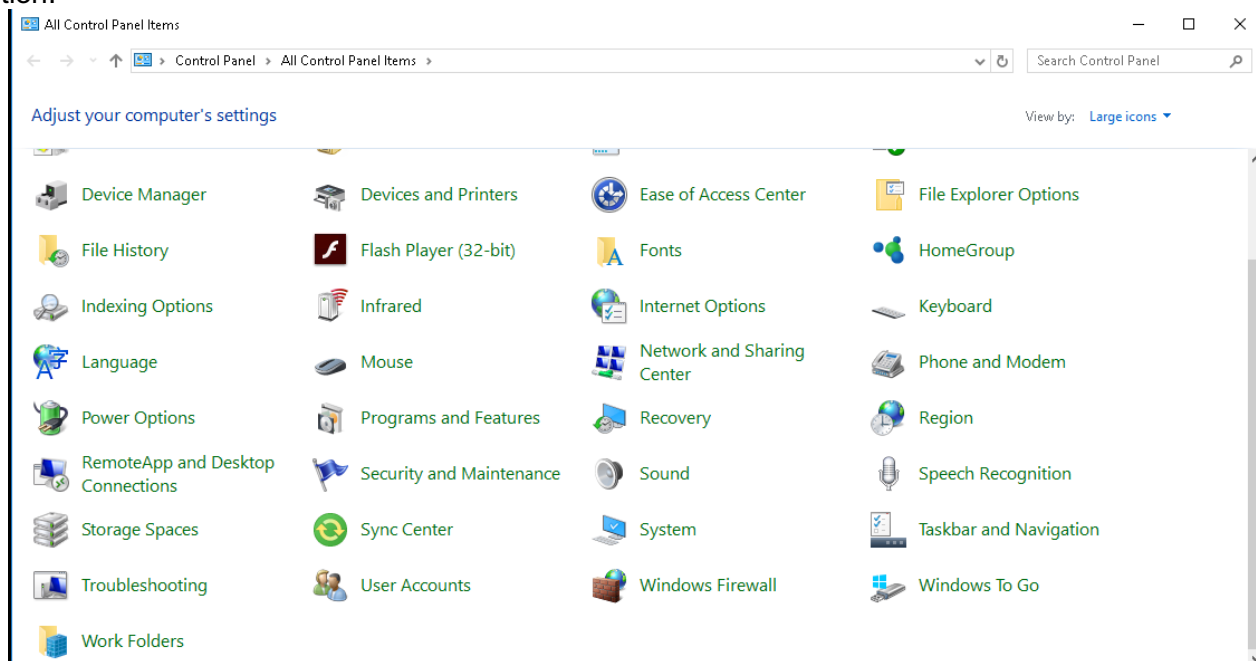 tion.
All Control Panel Items
Control Panel > All Control Panel Items >
Search Control Panel
Adjust your computer's settings
View by: Large icons
Device Manager
Devices and Printers
Ease of Access Center
File Explorer Options
File History
Flash Player (32-bit)
Fonts
HomeGroup
Indexing Options
Infrared
Internet Options
Keyboard
Language
Mouse
Network and Sharing
Center
Phone and Modem
Power Options
Programs and Features
Recovery
Region
RemoteApp and Desktop
Connections
Security and Maintenance
Sound
Speech Recognition
Storage Spaces
Sync Center
System
Taskbar and Navigation
Troubleshooting
User Accounts
Windows Firewall
Windows To Go
Work Folders